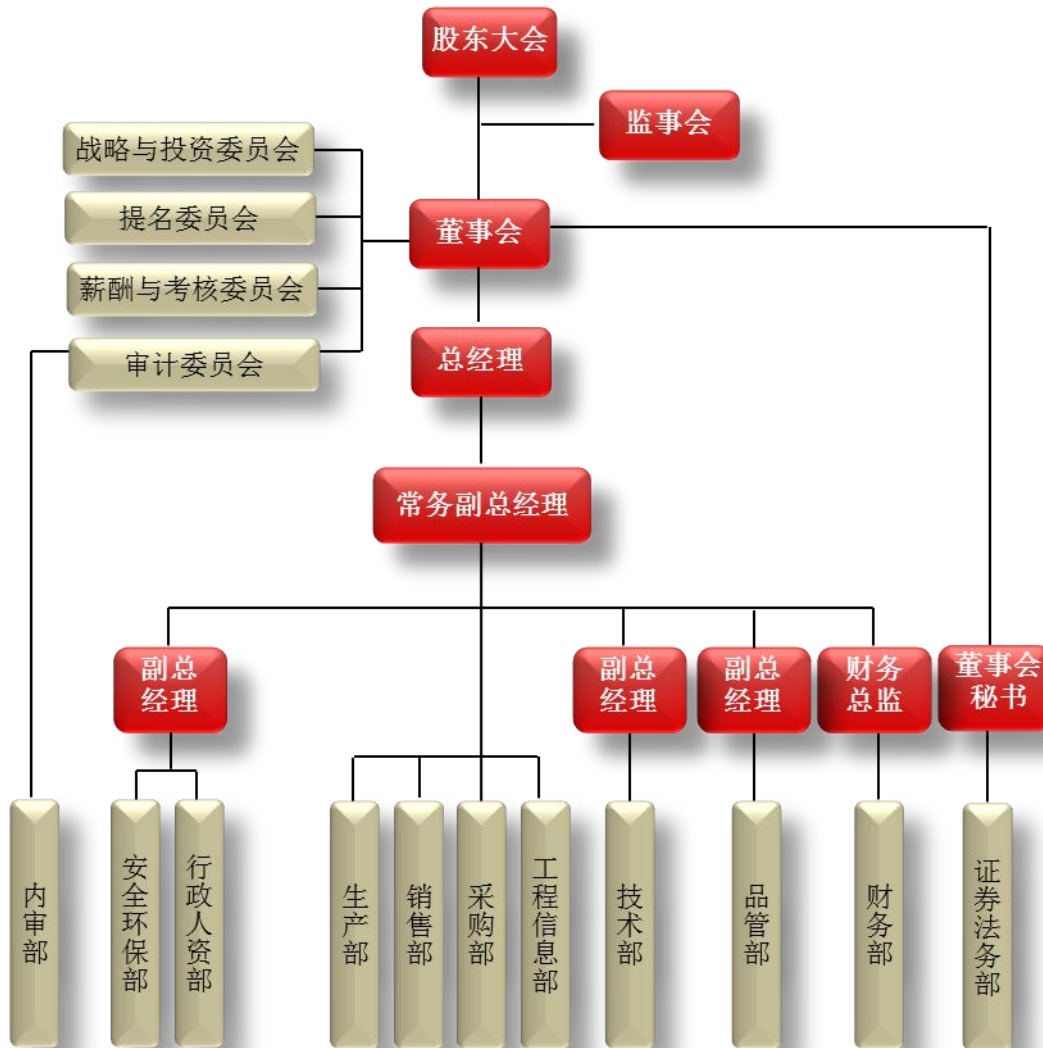 股东大会
监事会
战略与投资委员会
提名委员会
董事会
薪酬与考核委员会
总经理
审计委员会
常务副总经理
副总
经理
副总
经理
副总
经理
财务
总监
董事会
秘书
内审部
安全环保部
行政人资部
生产部
销售部
采购部
工程信息部
技术部
品管部
财务部
证券法务部